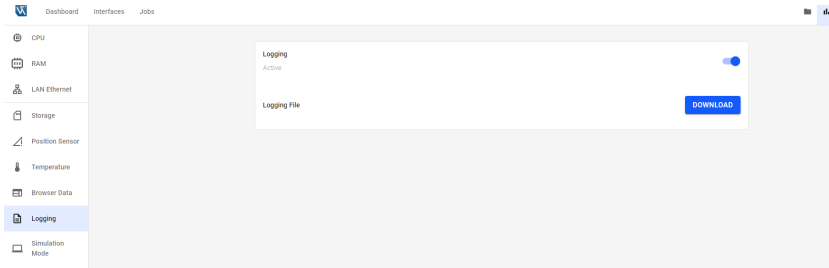 Dashboard Interfaces Jobs
CPU
RAM
LAN Ethernet
Storage
Position Sensor
Temperature
Browser Data
Logging
Simulation
Mode
Logging
Active
Logging File
DOWNLOAD